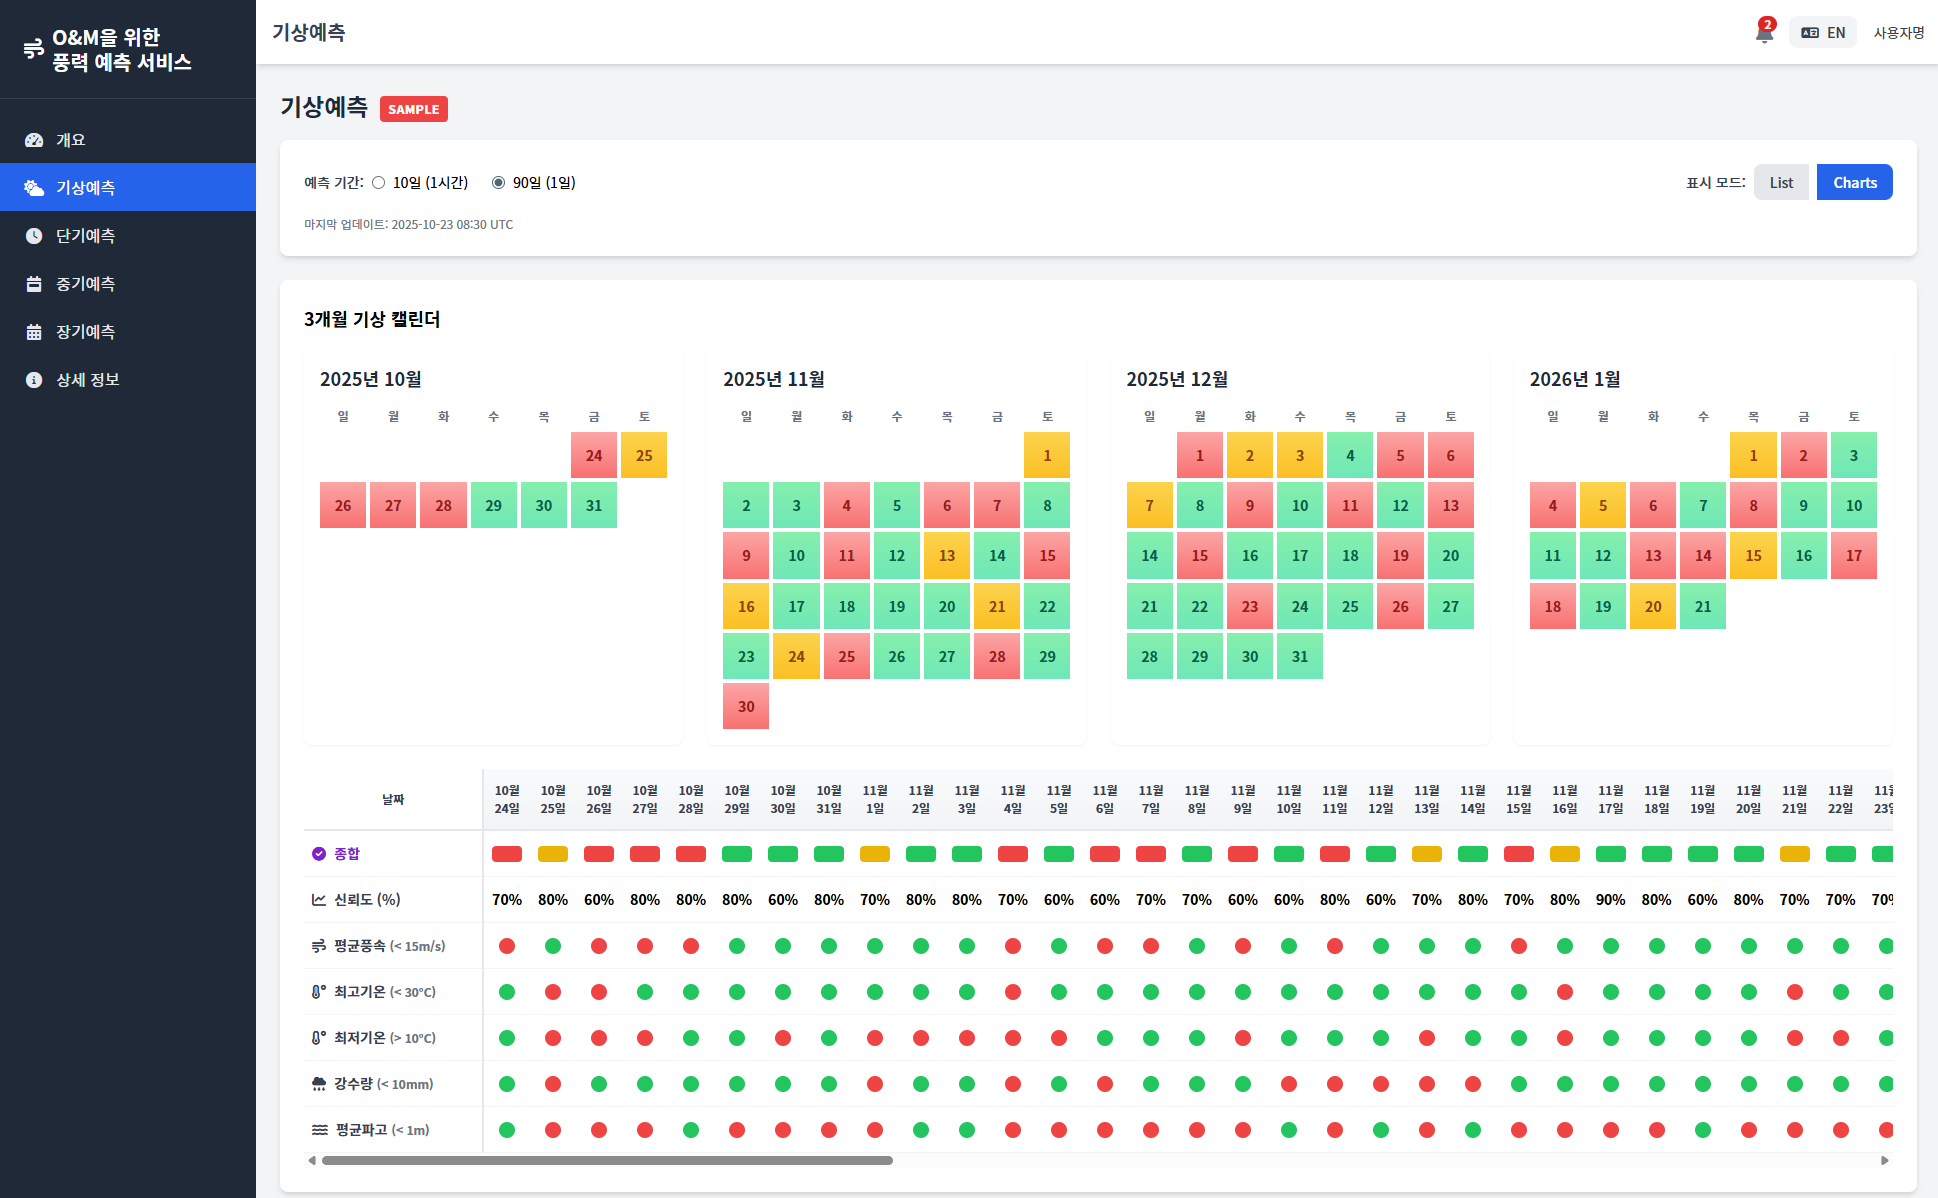 O&M을 위한
풍력 예측 서비스
개요
기상예측
단기예측
중기예측
장기예측
상세 정보
기상예측
2
EN
사용자명
기상예측 SAMPLE
예측 기간: 10일 (1시간) 90일 (1일)
표시 모드: List Charts
마지막 업데이트: 2025-10-23 08:30 UTC
3개월 기상 캘린더
2025년 10월
일 월 화 수 목 금 토
24 25
26 27 28 29 30 31
2025년 11월
일 월 화 수 목 금 토
1
2 3 4 5 6 7 8
9 10 11 12 13 14 15
16 17 18 19 20 21 22
23 24 25 26 27 28 29
30
2025년 12월
일 월 화 수 목 금 토
1 2 3 4 5 6
7 8 9 10 11 12 13
14 15 16 17 18 19 20
21 22 23 24 25 26 27
28 29 30 31
2026년 1월
일 월 화 수 목 금 토
1 2 3
4 5 6 7 8 9 10
11 12 13 14 15 16 17
18 19 20 21
날짜
10월 10월 10월 10월 10월 10월 10월 10월 11월 11월 11월 11월 11월 11월 11월 11월 11월 11월 11월 11월 11월 11월 11월 11월 11월 11월 11월 11월 11월 11월 11월
24일 25일 26일 27일 28일 29일 30일 31일 1일 2일 3일 4일 5일 6일 7일 8일 9일 10일 11일 12일 13일 14일 15일 16일 17일 18일 19일 20일 21일 22일 23일
종합
신뢰도 (%) 70% 80% 60% 80% 80% 80% 60% 80% 70% 80% 80% 70% 60% 60% 70% 70% 60% 60% 80% 60% 70% 80% 70% 80% 90% 80% 60% 80% 70% 70% 70%
평균풍속 (< 15m/s)
최고기온 (< 30°C)
최저기온 (> 10°C)
강수량 (< 10mm)
평균파고 (< 1m)